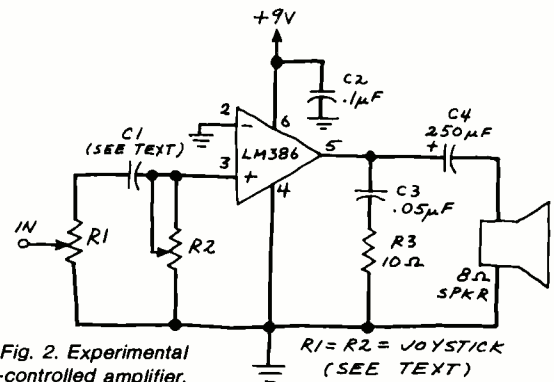 +9V
C2
.1µF
6
2
-
C1
(SEE TEXT)
LM386
5
C4
250µF
+
3
+
4
C3
.05µF
IN
R1
R2
R3
10Ω
8Ω
SPKR
Fig. 2. Experimental
-controlled amplifier.
R1=R2= JOYSTICK
(SEE TEXT)